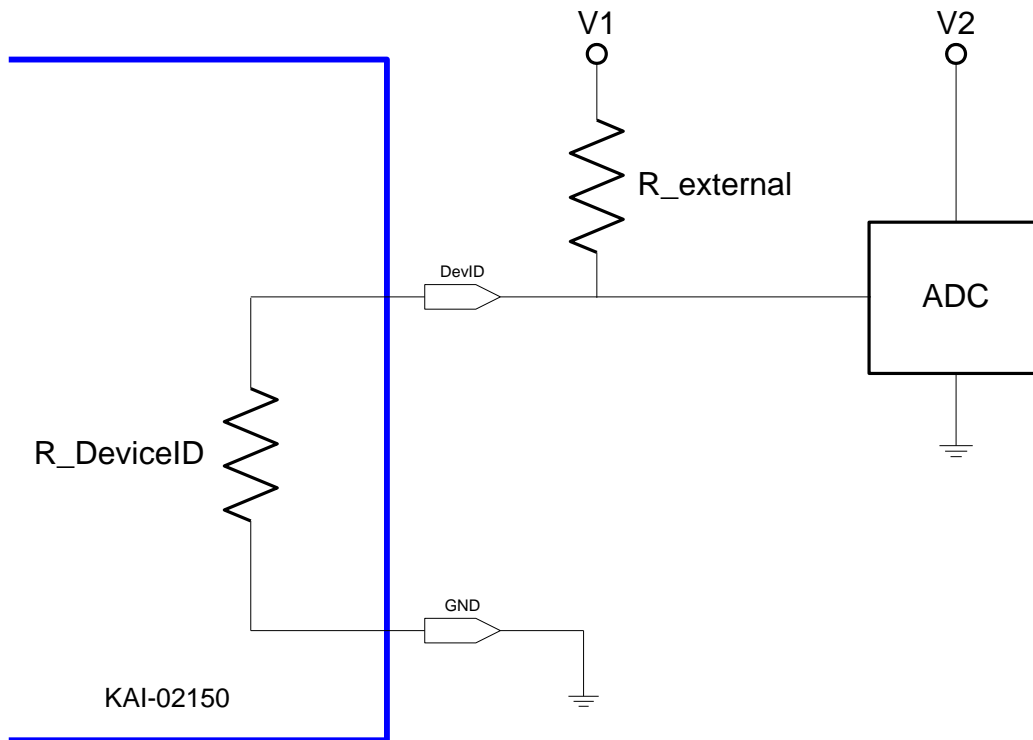 V1
V2
R_external
DevID
ADC
R_DeviceID
GND
KAI-02150